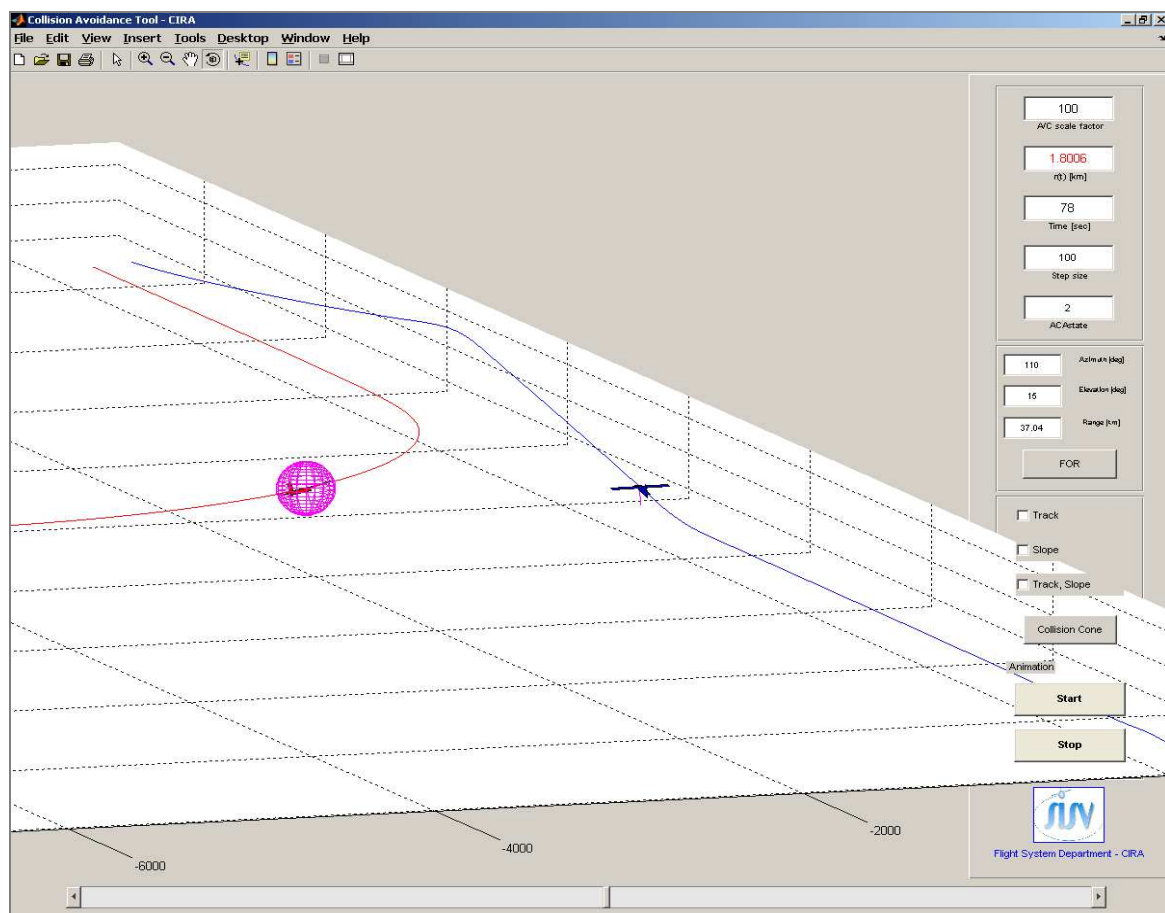 Collision Avoidance Tool - CIRA
File Edit View Insert Tools Desktop Window Help
100
A/C scale factor
1.8006
r(t) [km]
78
Time [sec]
100
Step size
2
ACAstate
110 Azimuth [deg]
15 Elevation [deg]
37.04 Range [km]
FOR
Track
Slope
Track, Slope
Collision Cone
Animation
Start
Stop
-6000
-4000
-2000
Flight System Department - CIRA